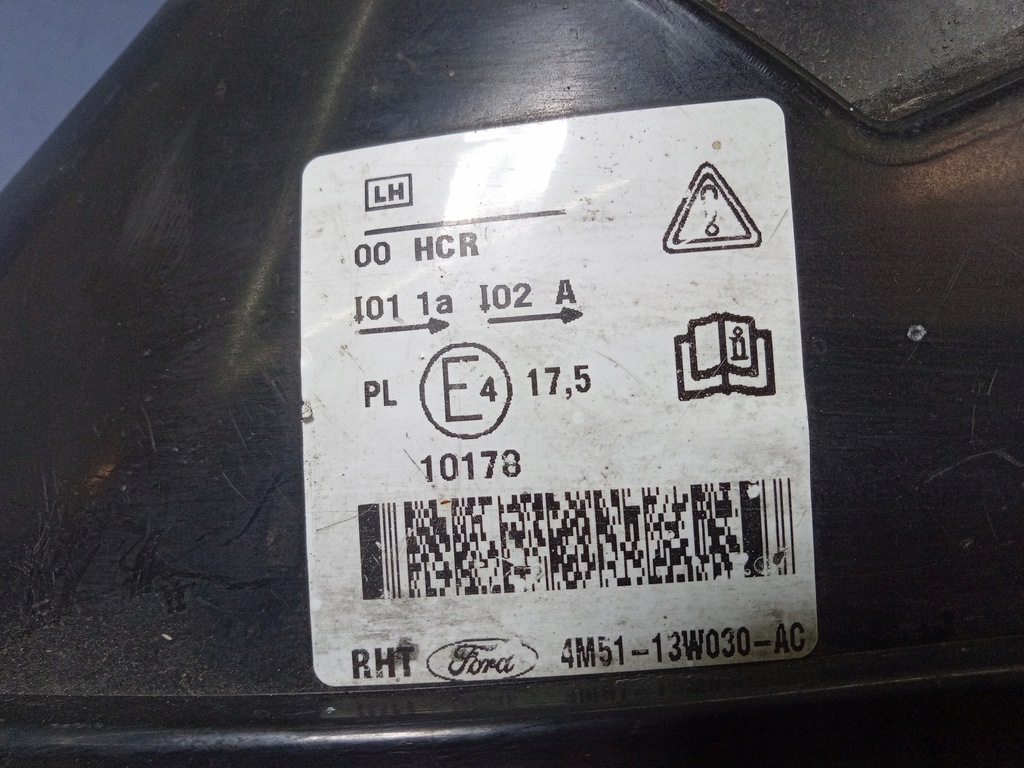 LH
00 HCR
I01 1a I02 A
PL E4 17,5
i
10178
RHT Ford 4M51-13W030-AC